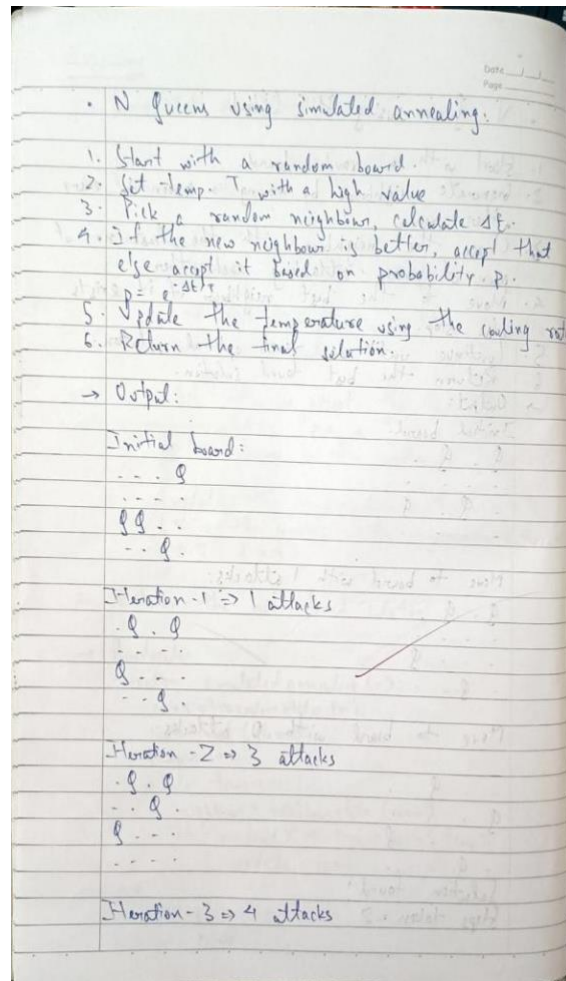 Date
Page
• N Queens using simulated annealing:
1. Start with a random board.
2. Set temp T with a high value
3. Pick a random neighbour, calculate ΔE.
4. If the new neighbour is better, accept that
else accept it based on probability p.
p = e^-ΔE/T
5. Update the temperature using the cooling rat
6. Return the final solution.
→ Output:
Initial board:
- - - Q
- - - -
Q Q - -
- - Q -
Iteration - 1 => 1 attacks
- Q . Q
- - - -
Q - - -
- - Q .
Iteration - 2 => 3 attacks
. Q . Q
- - Q .
Q - - -
- - - -
Iteration - 3 => 4 attacks